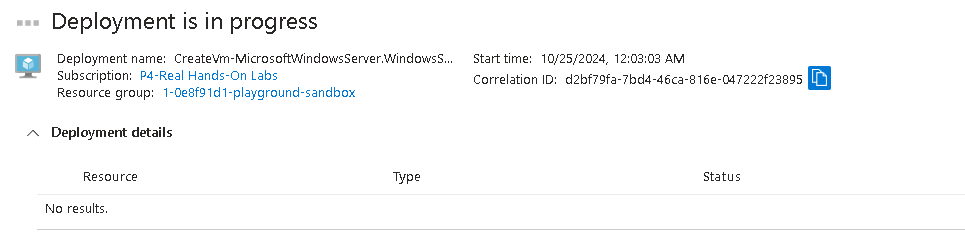 Deployment is in progress
Deployment name: CreateVm-MicrosoftWindowsServer.WindowsS...
Start time: 10/25/2024, 12:03:03 AM
Subscription: P4-Real Hands-On Labs
Correlation ID: d2bf79fa-7bd4-46ca-816e-047222f23895
Resource group: 1-0e8f91d1-playground-sandbox
Deployment details
Resource Type Status
No results.